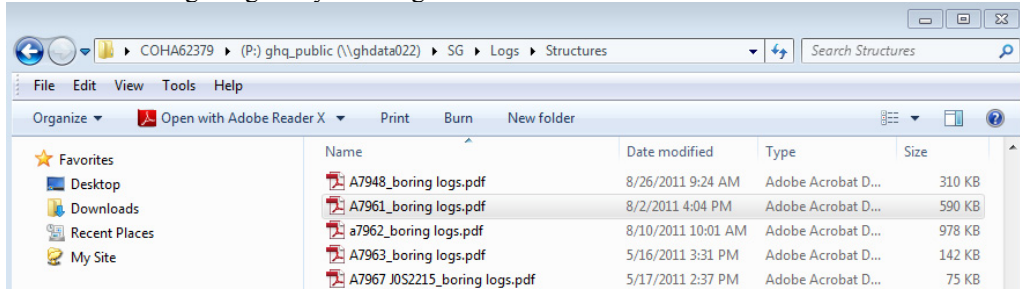 COHA62379 ▸ (P:) ghq_public (\\ghdata022) ▸ SG ▸ Logs ▸ Structures
Search Structures
File Edit View Tools Help
Organize Open with Adobe Reader X Print Burn New folder
Favorites
Desktop
Downloads
Recent Places
My Site
Name Date modified Type Size
A7948_boring logs.pdf 8/26/2011 9:24 AM Adobe Acrobat D... 310 KB
A7961_boring logs.pdf 8/2/2011 4:04 PM Adobe Acrobat D... 590 KB
a7962_boring logs.pdf 8/10/2011 10:01 AM Adobe Acrobat D... 978 KB
A7963_boring logs.pdf 5/16/2011 3:31 PM Adobe Acrobat D... 142 KB
A7967 J0S2215_boring logs.pdf 5/17/2011 2:37 PM Adobe Acrobat D... 75 KB